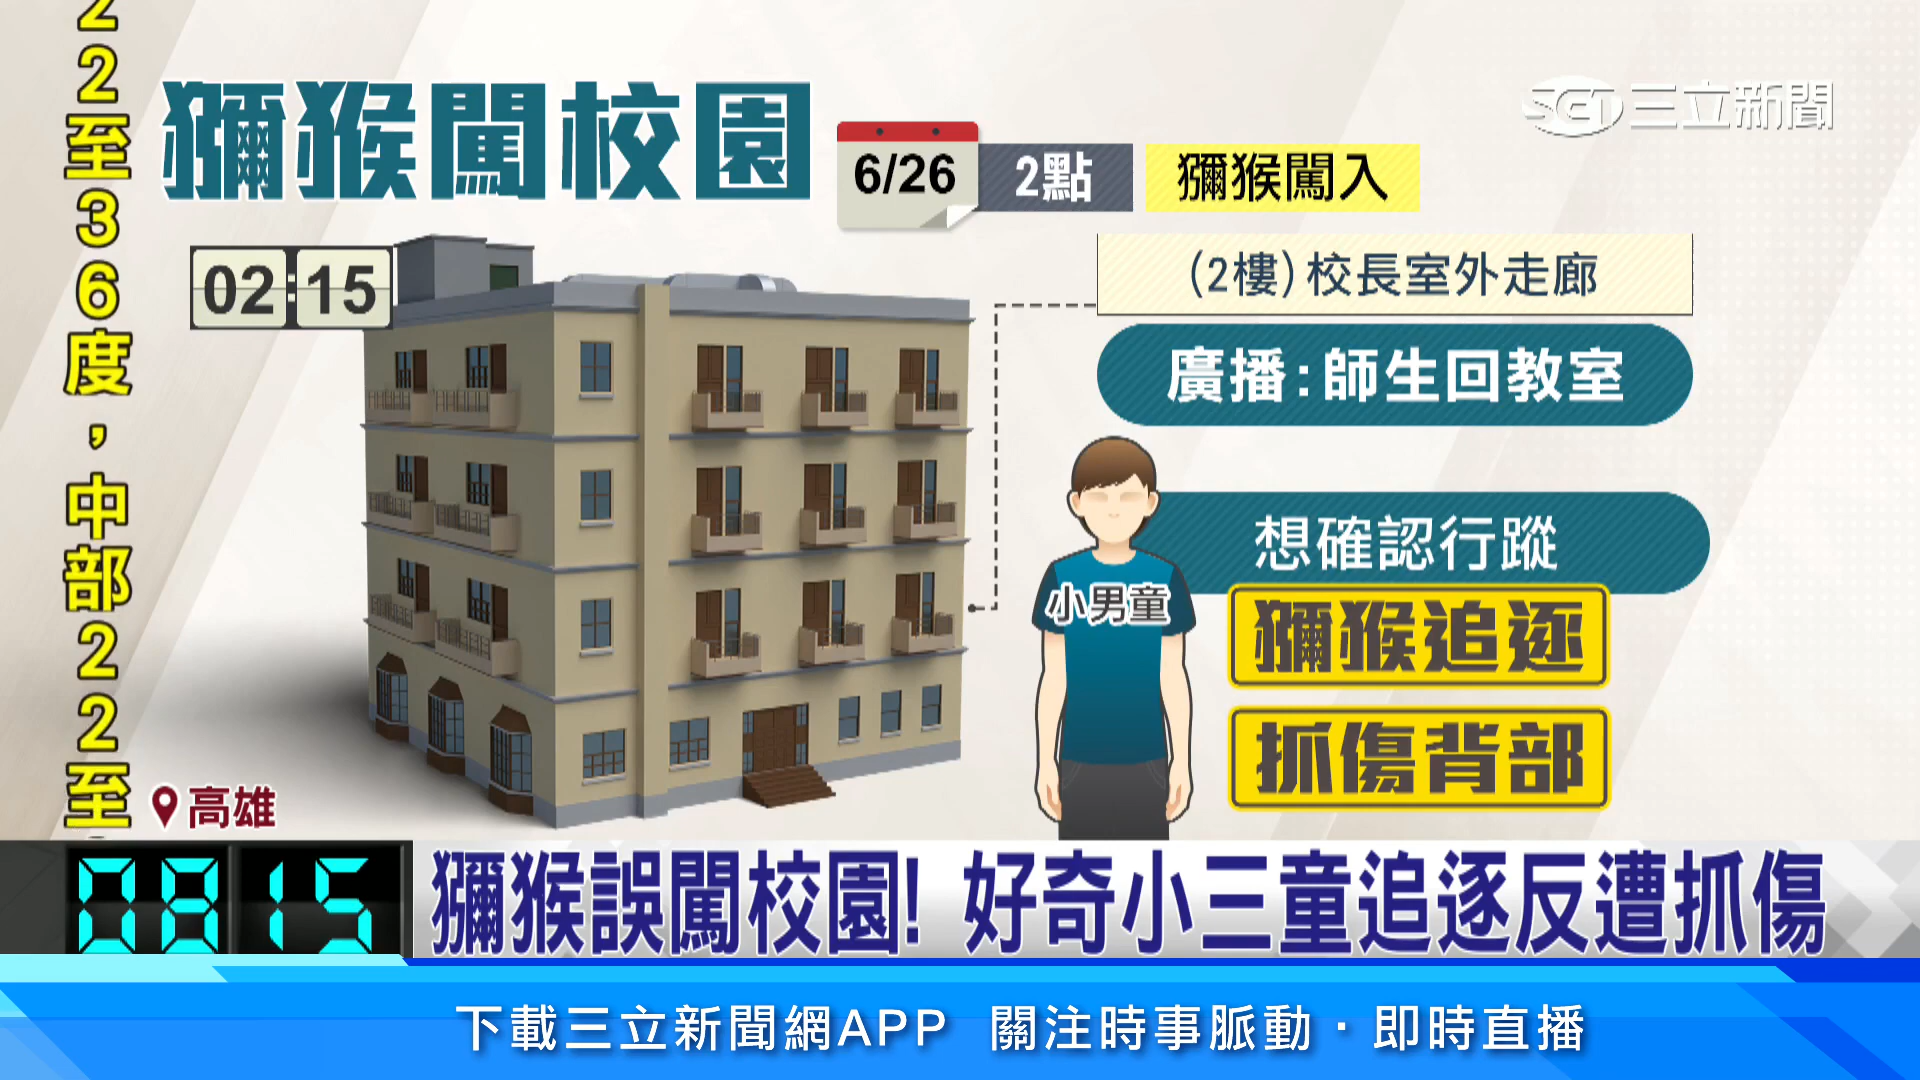 22至36度，中部22至
獼猴闖校園
6/26
2點
獼猴闖入
SET三立新聞
02:15
(2樓)校長室外走廊
廣播:師生回教室
想確認行蹤
小男童
獼猴追逐
抓傷背部
高雄
08 15
獼猴誤闖校園! 好奇小三童追逐反遭抓傷
下載三立新聞網APP 關注時事脈動·即時直播